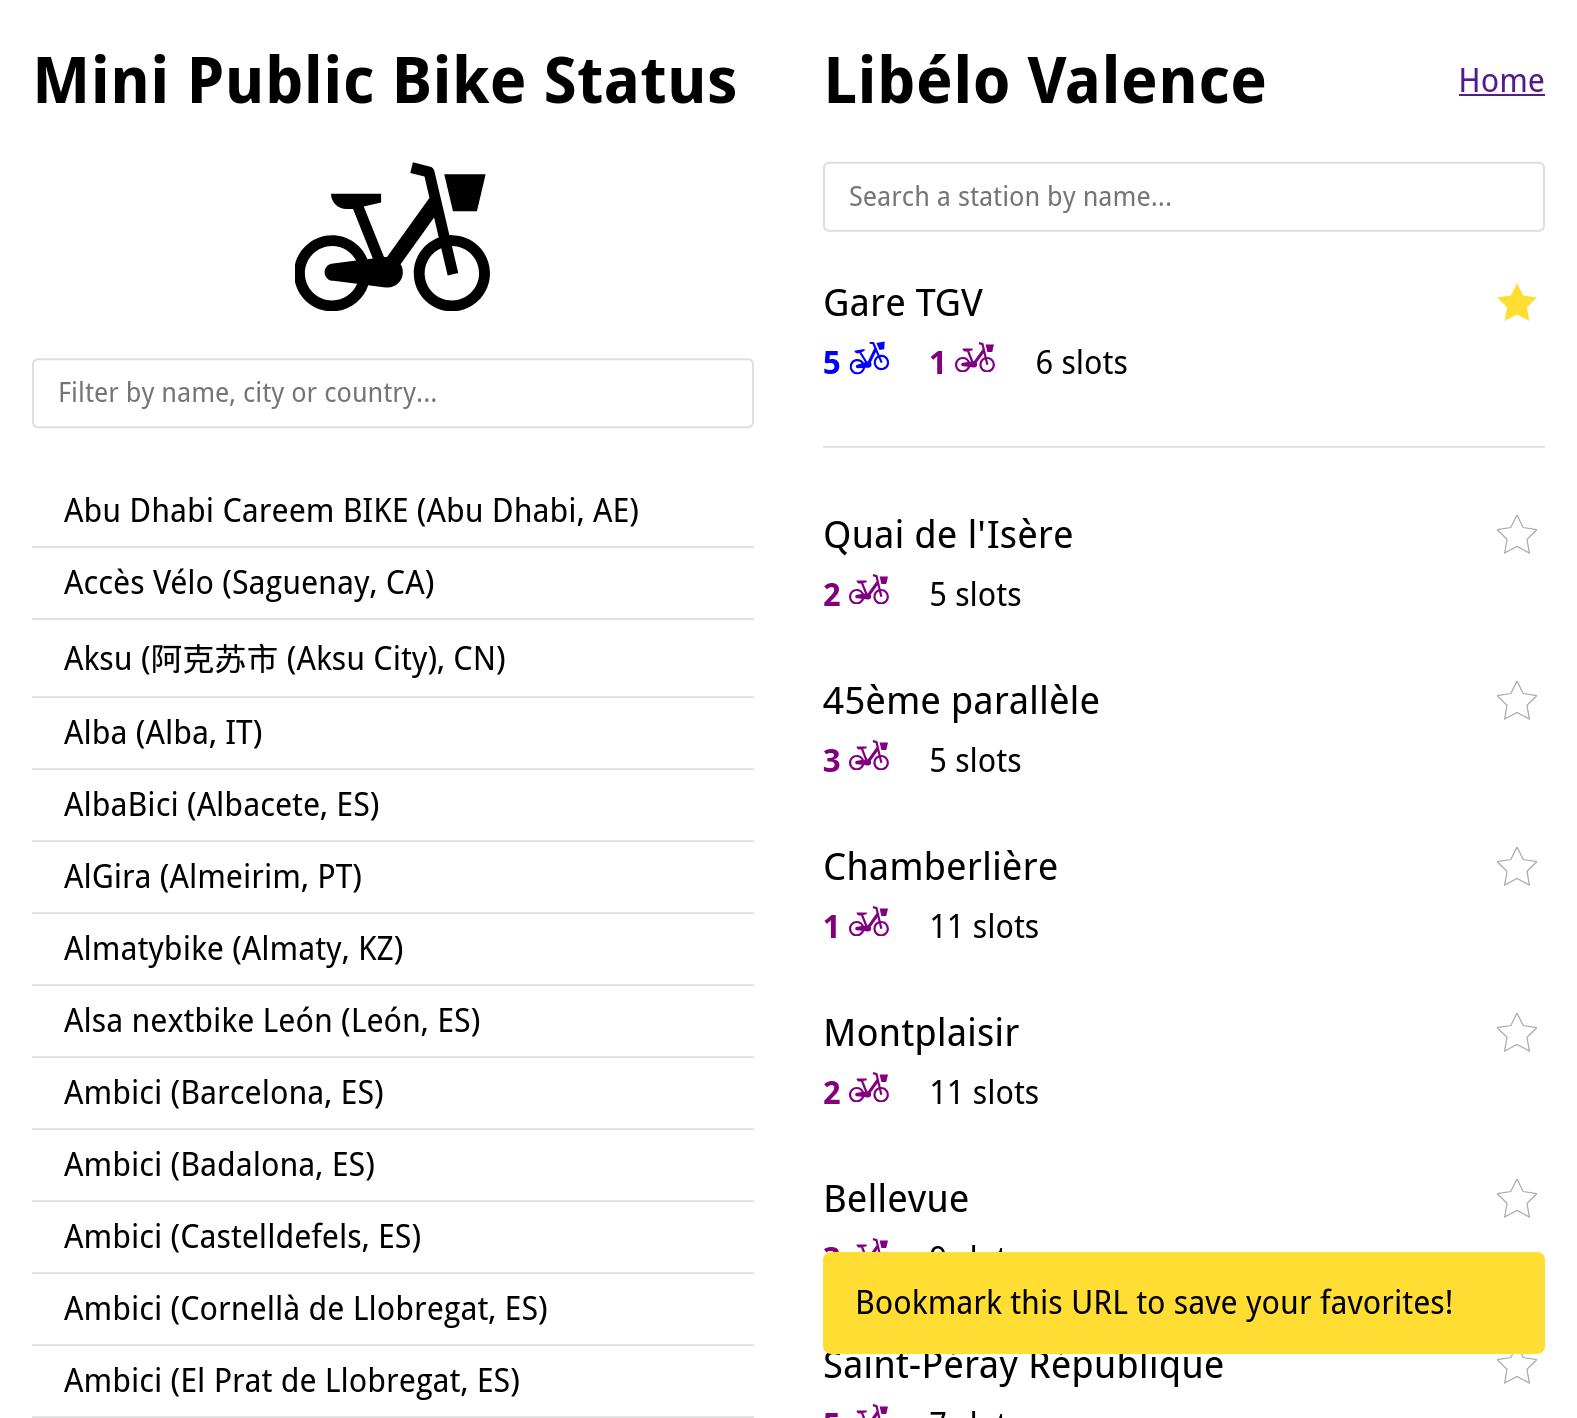 Mini Public Bike Status
Filter by name, city or country...
Abu Dhabi Careem BIKE (Abu Dhabi, AE)
Accès Vélo (Saguenay, CA)
Aksu (阿克苏市 (Aksu City), CN)
Alba (Alba, IT)
AlbaBici (Albacete, ES)
AlGira (Almeirim, PT)
Almatybike (Almaty, KZ)
Alsa nextbike León (León, ES)
Ambici (Barcelona, ES)
Ambici (Badalona, ES)
Ambici (Castelldefels, ES)
Ambici (Cornellà de Llobregat, ES)
Ambici (El Prat de Llobregat, ES)
Libélo Valence
Home
Search a station by name...
Gare TGV
5 1 6 slots
Quai de l'Isère
2 5 slots
45ème parallèle
3 5 slots
Chamberlière
1 11 slots
Montplaisir
2 11 slots
Bellevue
Bookmark this URL to save your favorites!
Saint-Péray République